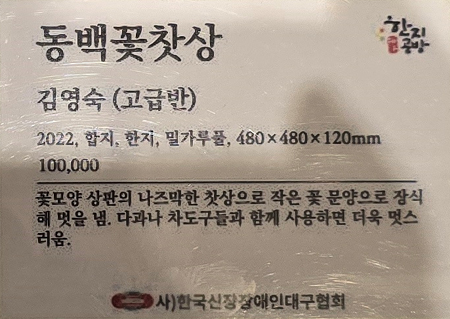 동백꽃찻상
한지
공방
김영숙 (고급반)
2022, 합지, 한지, 밀가루풀, 480×480×120mm
100,000
꽃모양 상판의 나즈막한 찻상으로 작은 꽃 문양으로 장식
해 멋을 냄. 다과나 차도구들과 함께 사용하면 더욱 멋스
러움.
사)한국신장장애인대구협회